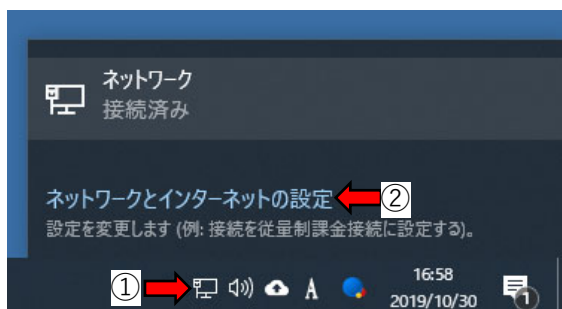 ネットワーク
接続済み
ネットワークとインターネットの設定
②
設定を変更します (例: 接続を従量制課金接続に設定する)。
①
A
16:58
2019/10/30
1